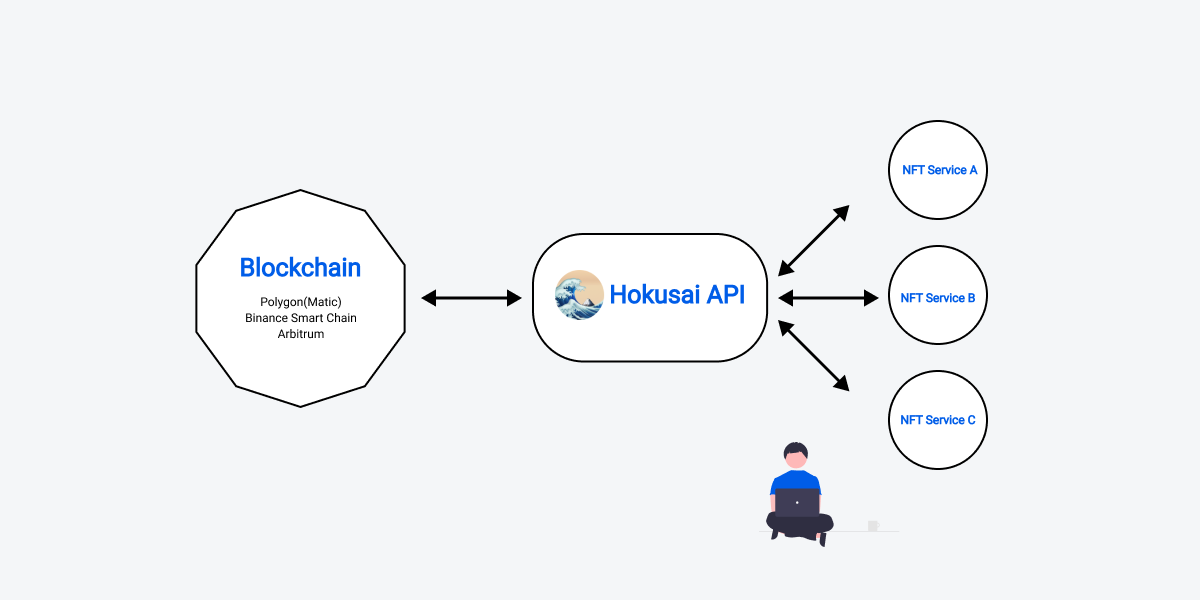 Blockchain
Polygon(Matic)
Binance Smart Chain
Arbitrum
Hokusai API
NFT Service A
NFT Service B
NFT Service C